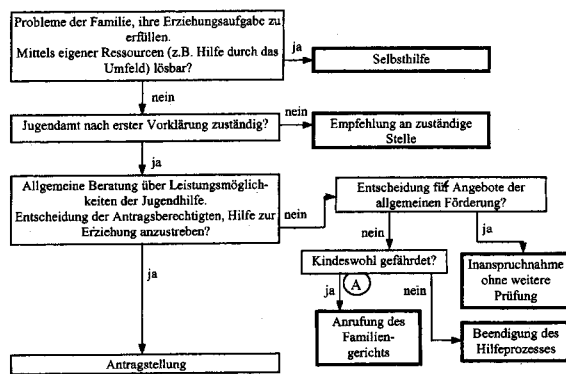 Probleme der Familie, ihre Erziehungsaufgabe zu
erfüllen.
Mittels eigener Ressourcen (z.B. Hilfe durch das
Umfeld) lösbar?
ja
Selbsthilfe
nein
Jugendamt nach erster Vorklärung zuständig?
nein
Empfehlung an zuständige
Stelle
ja
Allgemeine Beratung über Leistungsmöglich-
keiten der Jugendhilfe.
Entscheidung der Antragsberechtigten, Hilfe zur
Erziehung anzustreben?
nein
Entscheidung für Angebote der
allgemeinen Förderung?
nein
ja
Kindeswohl gefährdet?
Inanspruchnahme
ohne weitere
Prüfung
ja
A
nein
ja
Anrufung des
Familien-
gerichts
Beendigung des
Hilfeprozesses
Antragstellung